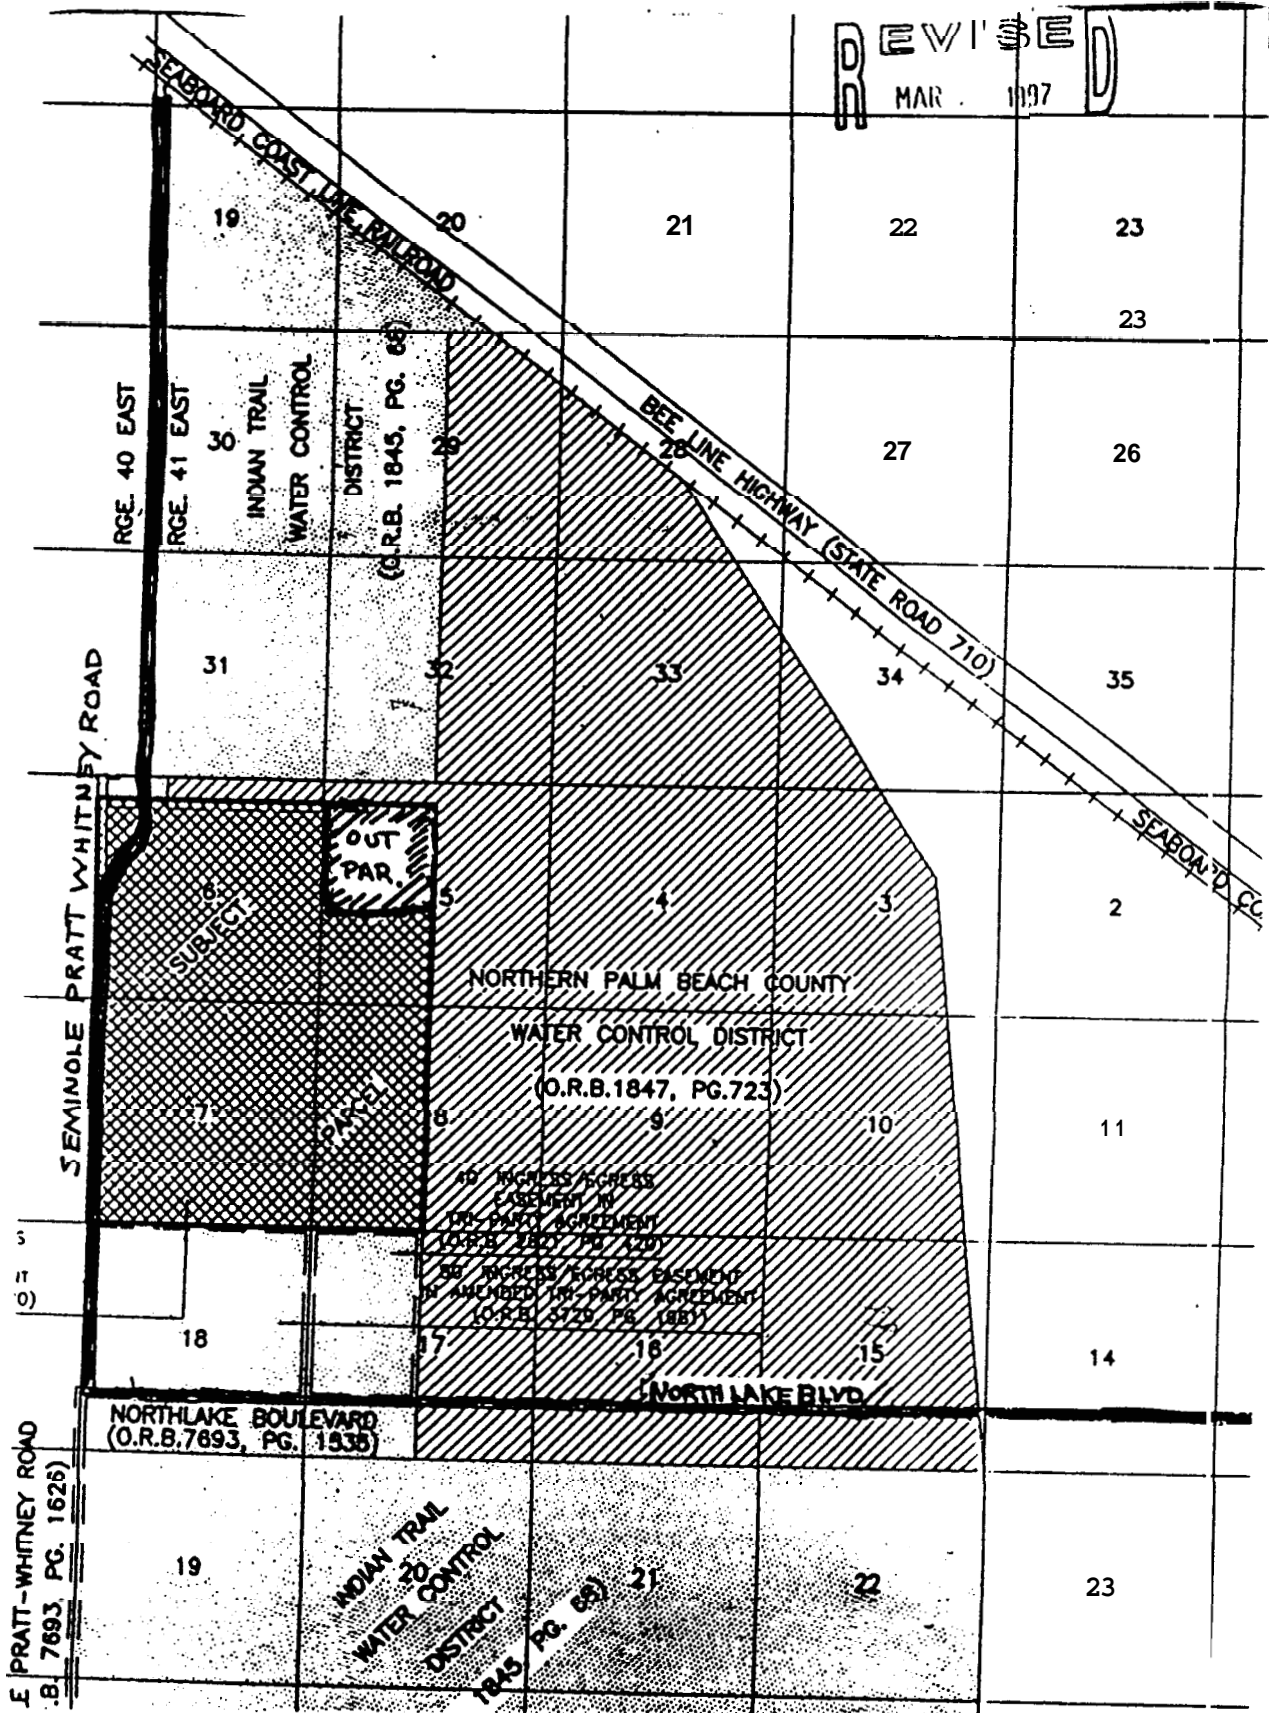 REVISED
MAR . 1997
SEABOARD COAST LINE RAILROAD
19
20
21
22
23
23
RGE. 40 EAST
RGE. 41 EAST
30
INDIAN TRAIL
WATER CONTROL
DISTRICT
(O.R.B. 1845, PG. 68)
29
28
27
26
BEE LINE HIGHWAY (STATE ROAD 710)
31
32
33
34
35
SEMINOLE PRATT WHITNEY ROAD
OUT
PAR.
SEABOARD CO
6
5
4
3
2
SUBJECT
PARCEL
NORTHERN PALM BEACH COUNTY
WATER CONTROL DISTRICT
(O.R.B.1847, PG.723)
7
8
9
10
11
INGRESS/EGRESS
EASEMENT IN
TRI-PARTY AGREEMENT
INGRESS/EGRESS EASEMENT
AMENDED TRI-PARTY AGREEMENT
S
IT
0)
18
17
16
15
14
NORTHLAKE BLVD.
NORTHLAKE BOULEVARD
(O.R.B.7693, PG. 1535)
E PRATT-WHITNEY ROAD
.B. 7693, PG. 1626)
19
20
21
22
23
INDIAN TRAIL
WATER CONTROL
DISTRICT
1845, PG. 68)